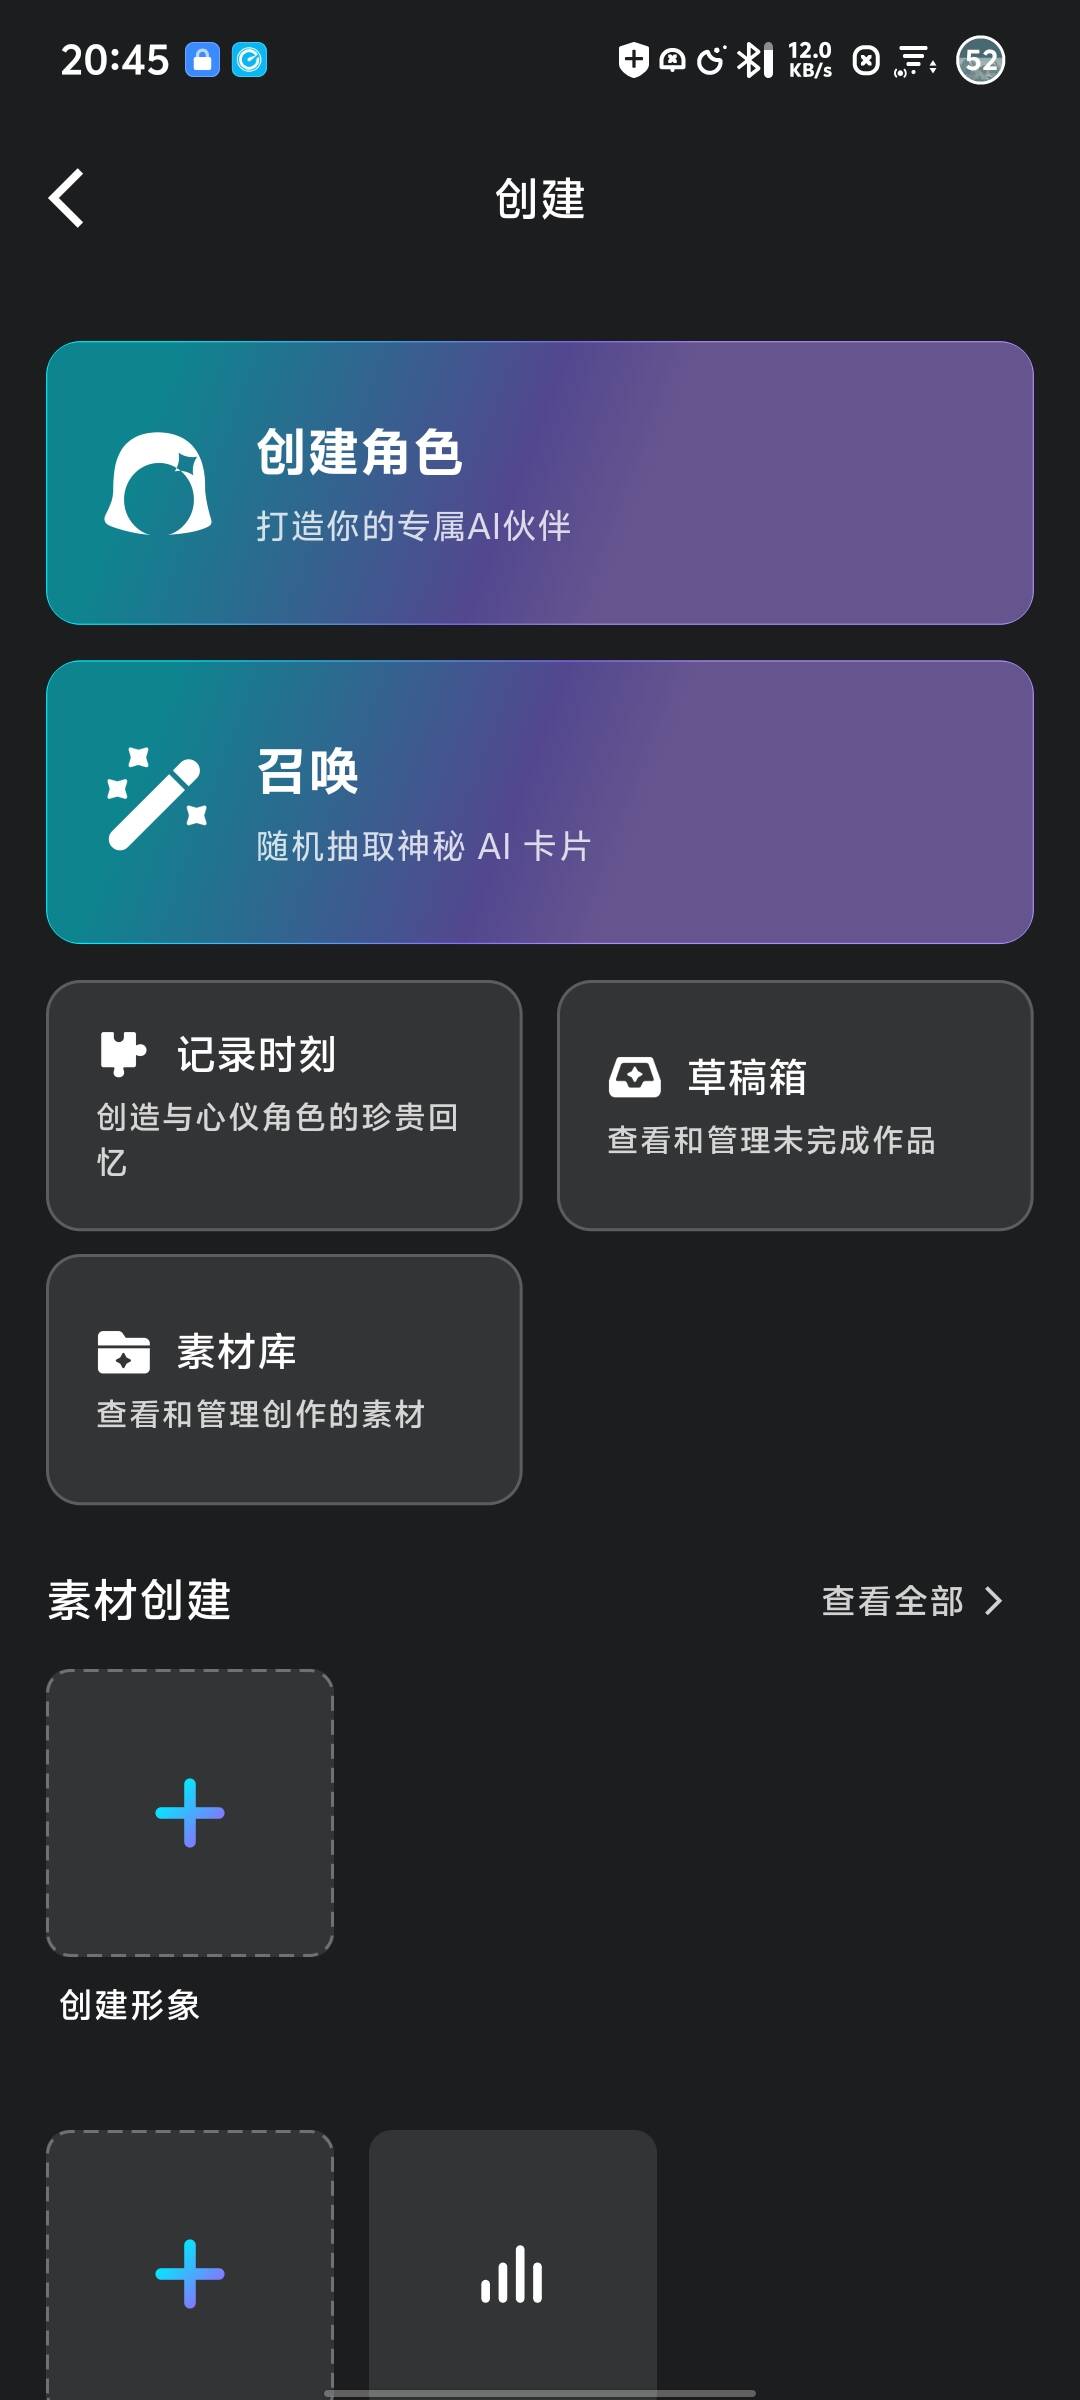 20:45
12.0
KB/s
52
创建
创建角色
打造你的专属AI伙伴
召唤
随机抽取神秘 AI 卡片
记录时刻
创造与心仪角色的珍贵回
忆
草稿箱
查看和管理未完成作品
素材库
查看和管理创作的素材
素材创建
查看全部
创建形象